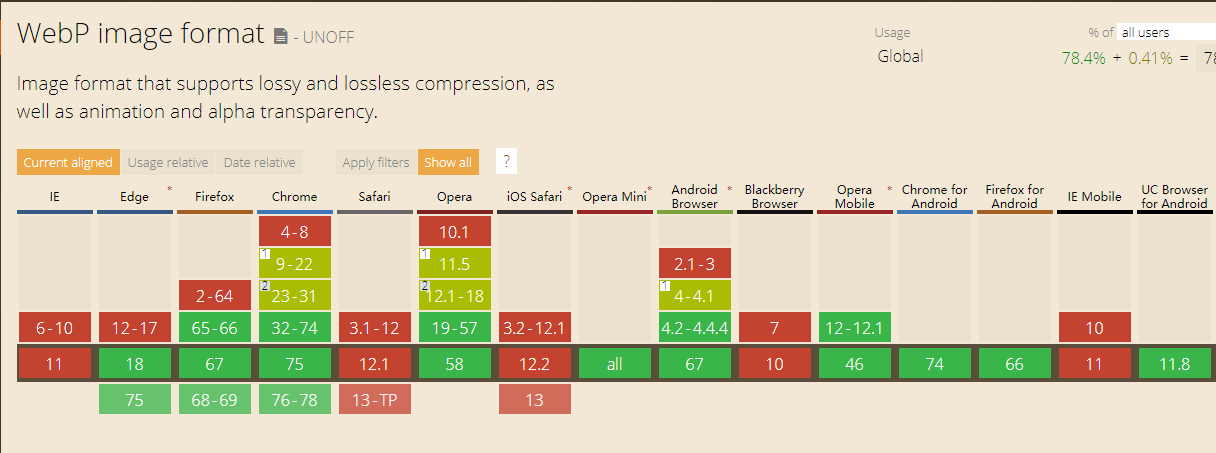 WebP image format - UNOFF
Usage % of all users
Global 78.4% + 0.41% = 78
Image format that supports lossy and lossless compression, as
well as animation and alpha transparency.
Current aligned Usage relative Date relative Apply filters Show all ?
IE Edge * Firefox Chrome Safari Opera iOS Safari * Opera Mini * Android Browser * Blackberry Browser Opera Mobile * Chrome for Android Firefox for Android IE Mobile UC Browser for Android
4-8 10.1
1 9-22 1 11.5 2.1-3
2-64 2 23-31 2 12.1-18 1 4-4.1
6-10 12-17 65-66 32-74 3.1-12 19-57 3.2-12.1 4.2-4.4.4 7 12-12.1 10
11 18 67 75 12.1 58 12.2 all 67 10 46 74 66 11 11.8
75 68-69 76-78 13-TP 13